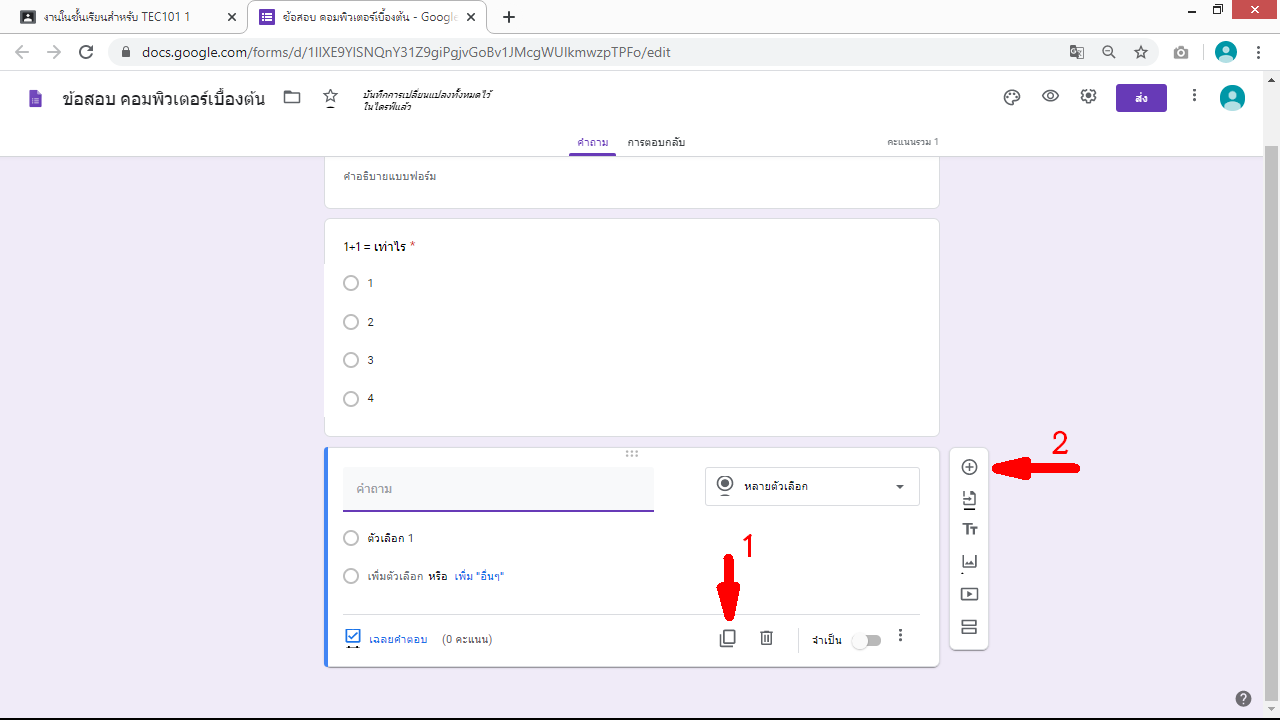 งานในชั้นเรียนสำหรับ TEC101 1
ข้อสอบ คอมพิวเตอร์เบื้องต้น - Google
docs.google.com/forms/d/1IlXE9YlSNQnY31Z9giPgjvGoBv1JMcgWUIkmwzpTPFo/edit
ข้อสอบ คอมพิวเตอร์เบื้องต้น
บันทึกการเปลี่ยนแปลงทั้งหมดไว้
ในไดรฟ์แล้ว
ส่ง
คำถาม การตอบกลับ
คะแนนรวม 1
คำอธิบายแบบฟอร์ม
1+1 = เท่าไร *
1
2
3
4
2
คำถาม
หลายตัวเลือก
ตัวเลือก 1
1
เพิ่มตัวเลือก หรือ เพิ่ม "อื่นๆ"
เฉลยคำตอบ (0 คะแนน)
จำเป็น